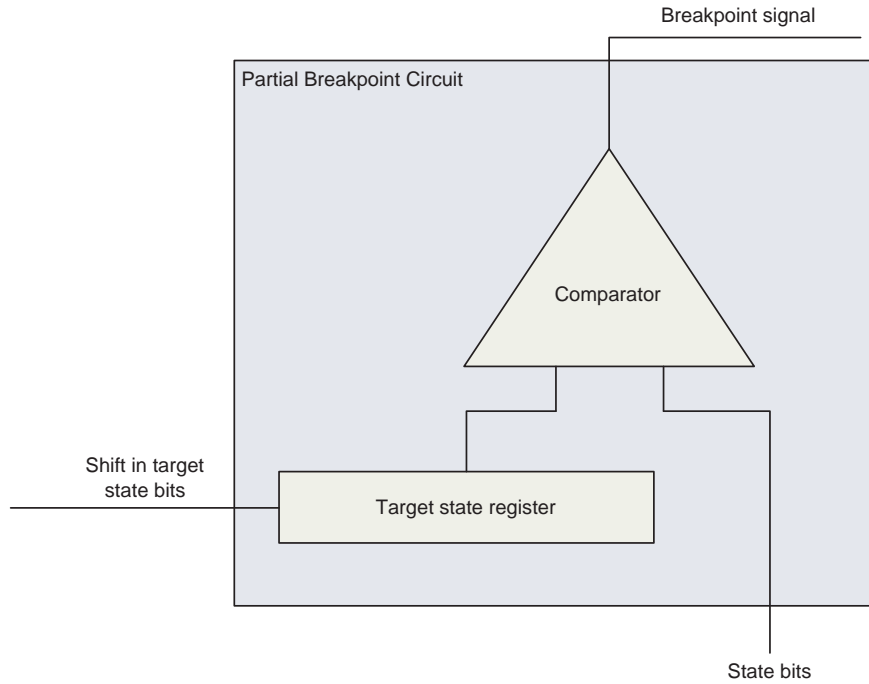 Breakpoint signal
Partial Breakpoint Circuit
Comparator
Shift in target
state bits
Target state register
State bits